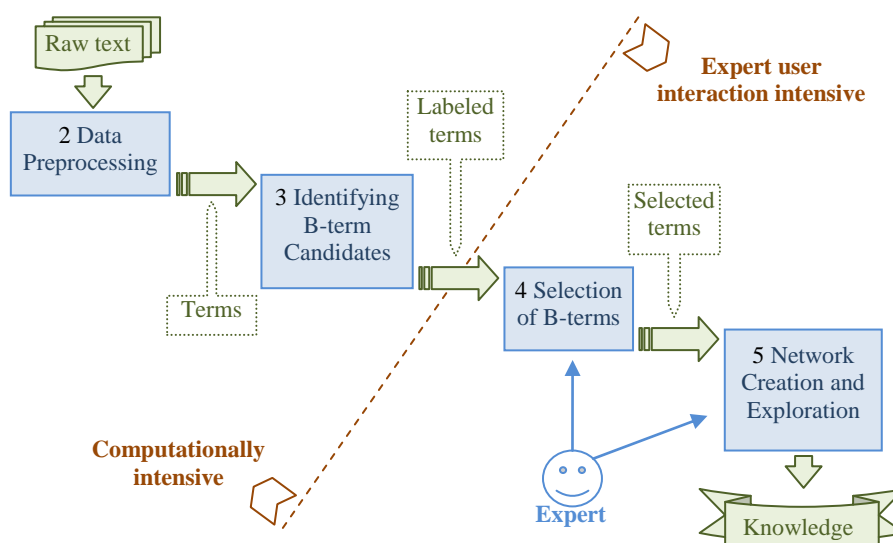 Raw text
2 Data
Preprocessing
Terms
3 Identifying
B-term
Candidates
Labeled
terms
Expert user
interaction intensive
Computationally
intensive
4 Selection
of B-terms
Selected
terms
5 Network
Creation and
Exploration
Expert
Knowledge